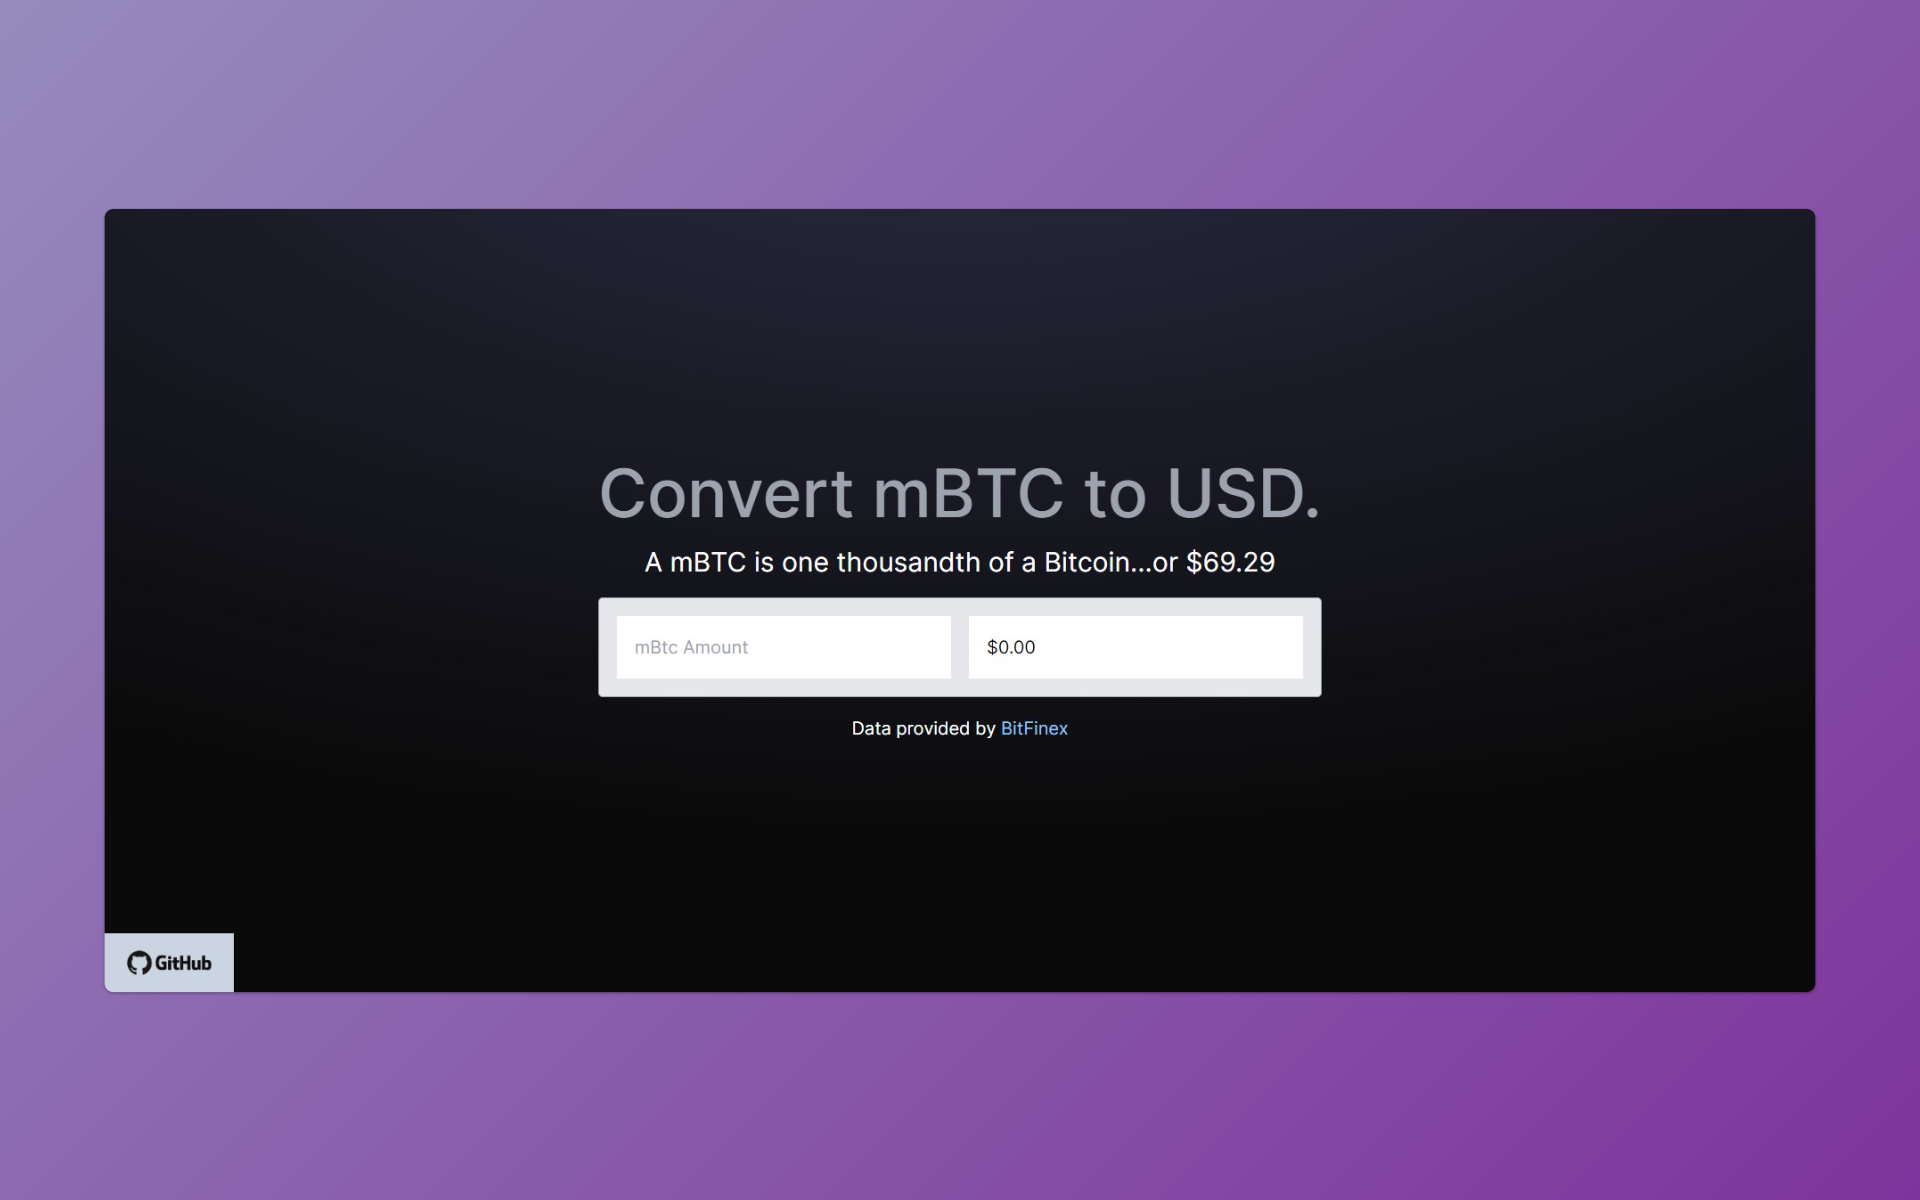 Convert mBTC to USD.
A mBTC is one thousandth of a Bitcoin...or $69.29
mBtc Amount
$0.00
Data provided by BitFinex
GitHub